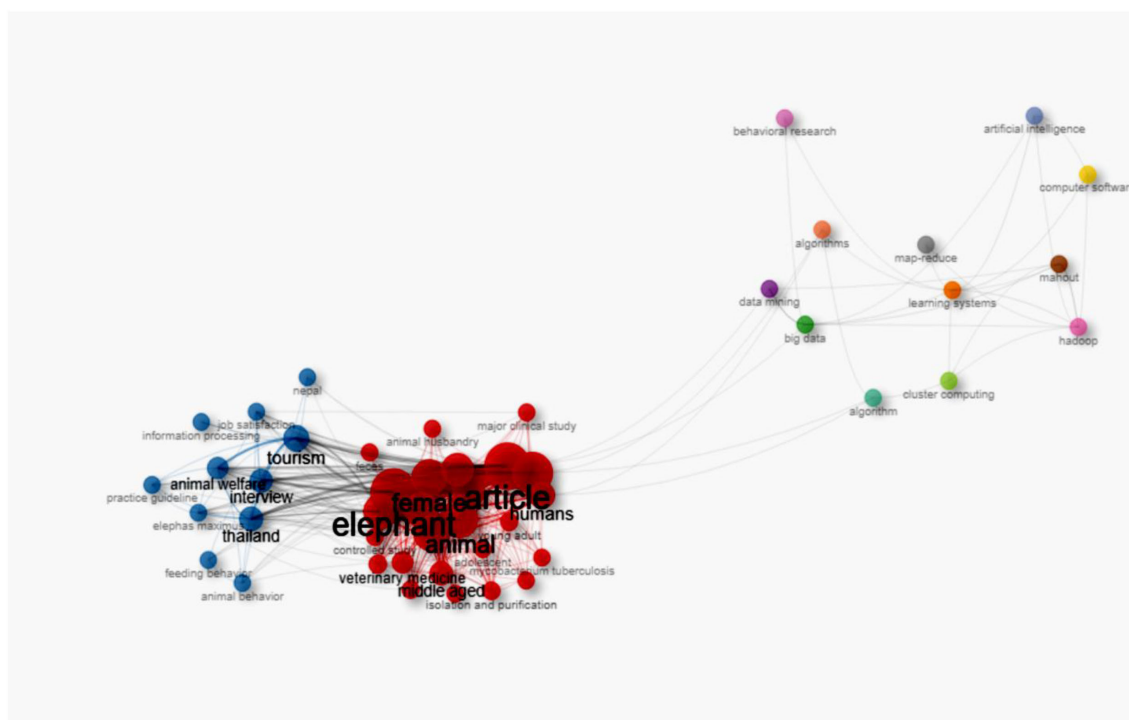 behavioral research
artificial intelligence
computer softwar
algorithms
map-reduce
mahout
data mining
learning systems
big data
hadoop
nepal
cluster computing
algorithm
job satisfaction
major clinical study
information processing
animal husbandry
tourism
feces
animal welfare
practice guideline
interview
female
article
elephas maximus
elephant
humans
thailand
young adult
controlled study
animal
adolescent
feeding behavior
mycobacterium tuberculosis
veterinary medicine
animal behavior
middle aged
isolation and purification